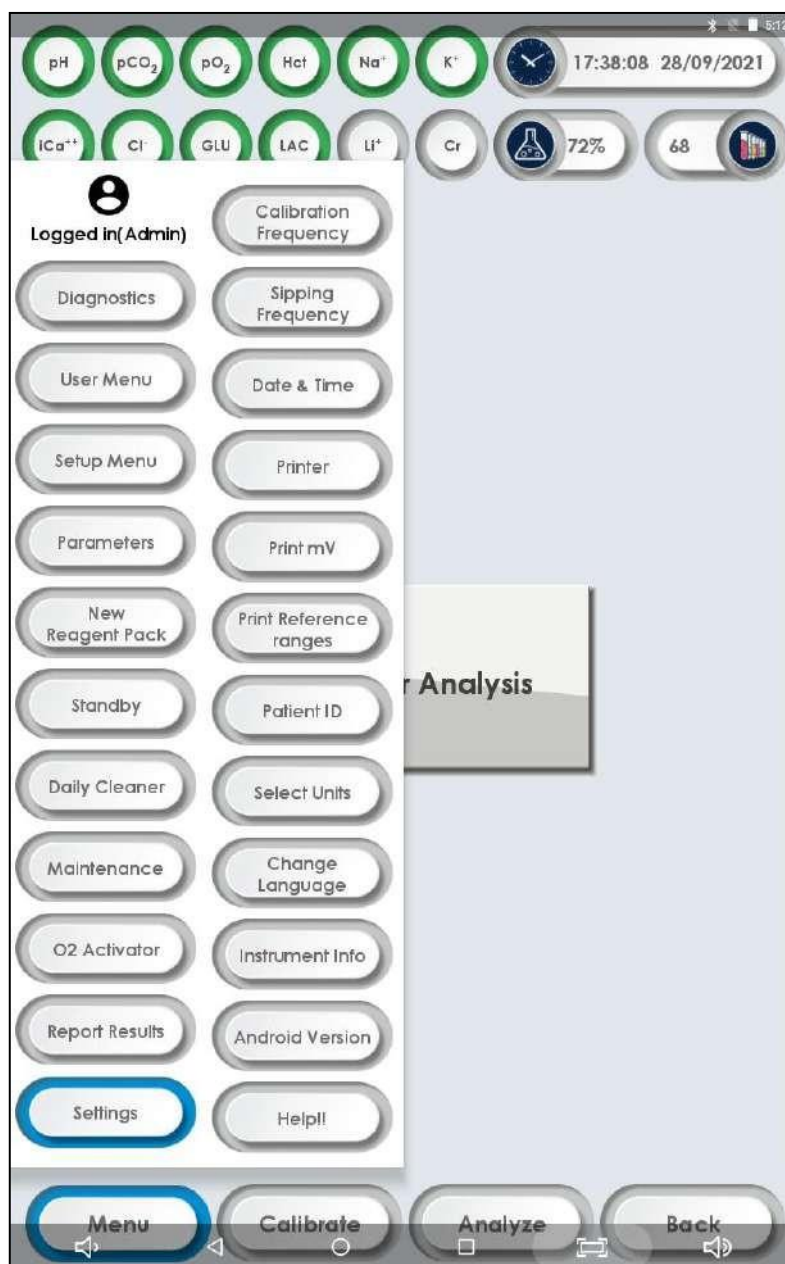 5:12
pH pCO₂ pO₂ Hct Na⁺ K⁺ 17:38:08 28/09/2021
iCa⁺⁺ Cl⁻ GLU LAC Li⁺ Cr 72% 68
Logged in(Admin)
Diagnostics
User Menu
Setup Menu
Parameters
New
Reagent Pack
Standby
Daily Cleaner
Maintenance
O2 Activator
Report Results
Settings
Calibration
Frequency
Sipping
Frequency
Date & Time
Printer
Print mV
Print Reference
ranges
Patient ID
Select Units
Change
Language
Instrument Info
Android Version
Help!!
Analysis
Menu Calibrate Analyze Back